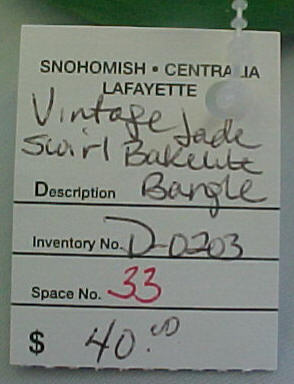 SNOHOMISH • CENTRALIA
LAFAYETTE
Vintage Jade
Swirl Bakelite
Description Bangle
Inventory No. D-0203
Space No. 33
$ 40.00